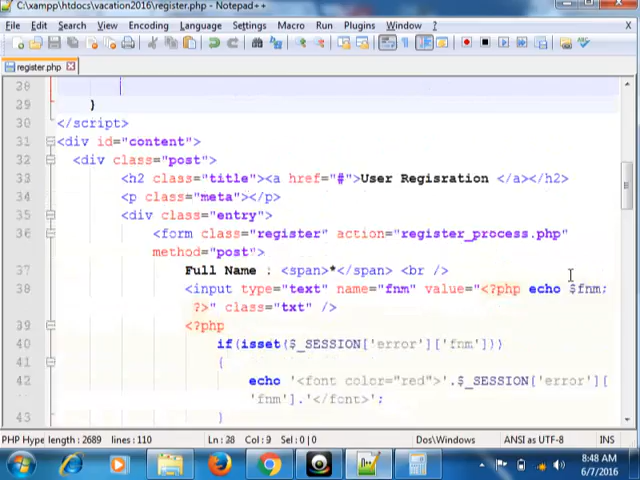 C:\xampp\htdocs\vacation2016\register.php - Notepad++
File Edit Search View Encoding Language Settings Macro Run Plugins Window ?
register.php
28
29 }
30 </script>
31 <div id="content">
32 <div class="post">
33 <h2 class="title"><a href="#">User Regisration </a></h2>
34 <p class="meta"></p>
35 <div class="entry">
36 <form class="register" action="register_process.php"
method="post">
37 Full Name : <span>*</span> <br />
38 <input type="text" name="fnm" value="<?php echo $fnm;
?>" class="txt" />
39 <?php
40 if(isset($_SESSION['error']['fnm']))
41 {
42 echo '<font color="red">'.$_SESSION['error'][
'fnm'].'</font>';
43 }
PHP Hype length : 2689 lines : 110 Ln : 28 Col : 9 Sel : 0 | 0 Dos\Windows ANSI as UTF-8 INS
8:48 AM
6/7/2016